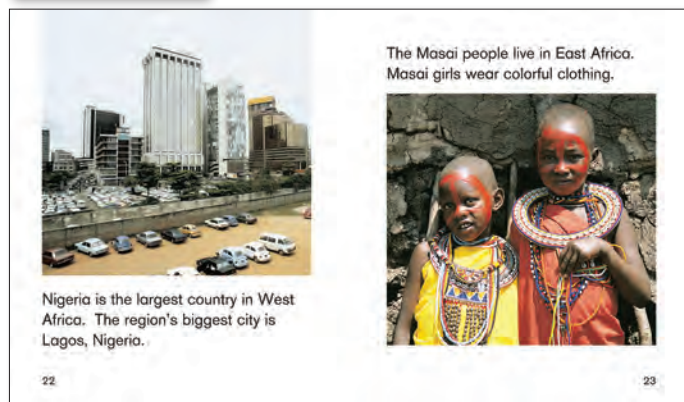 Nigeria is the largest country in West
Africa.  The region's biggest city is
Lagos, Nigeria.
22
The Masai people live in East Africa.
Masai girls wear colorful clothing.
23